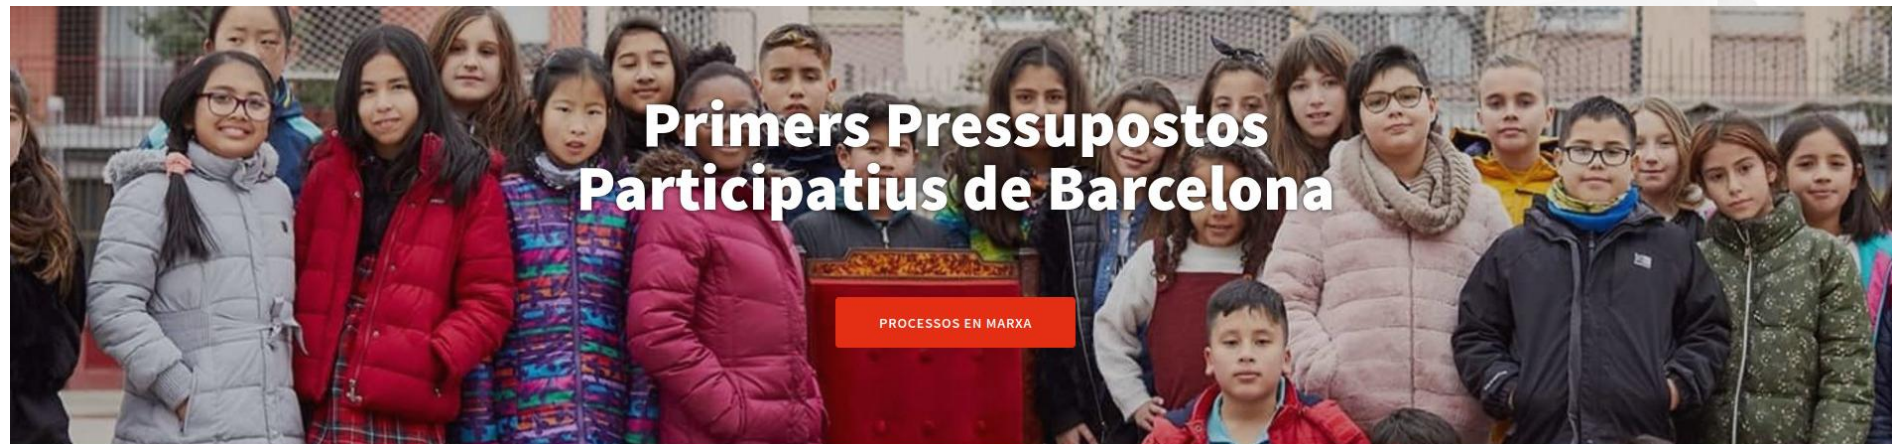 Primers Pressupostos
Participatius de Barcelona
PROCESSOS EN MARXA